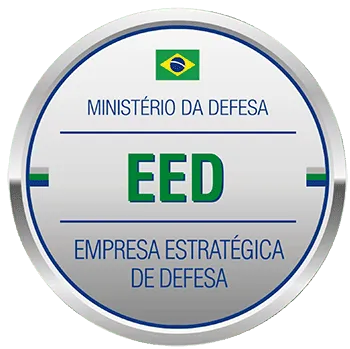 MINISTÉRIO DA DEFESA
EED
EMPRESA ESTRATÉGICA
DE DEFESA